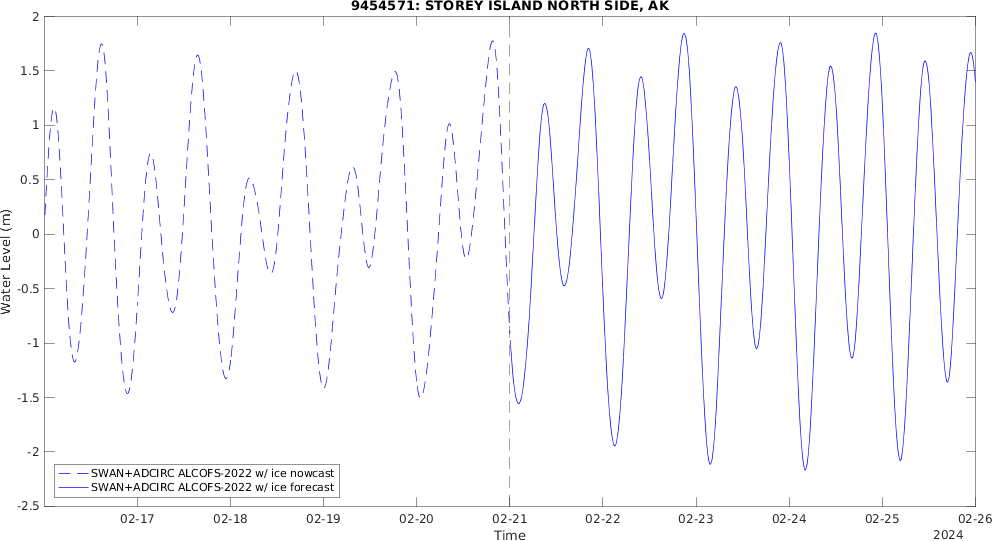 9454571: STOREY ISLAND NORTH SIDE, AK
2
1.5
1
0.5
0
-0.5
-1
-1.5
-2
-2.5
Water Level (m)
SWAN+ADCIRC ALCOFS-2022 w/ ice nowcast
SWAN+ADCIRC ALCOFS-2022 w/ ice forecast
02-17 02-18 02-19 02-20 02-21 02-22 02-23 02-24 02-25 02-26
Time
2024